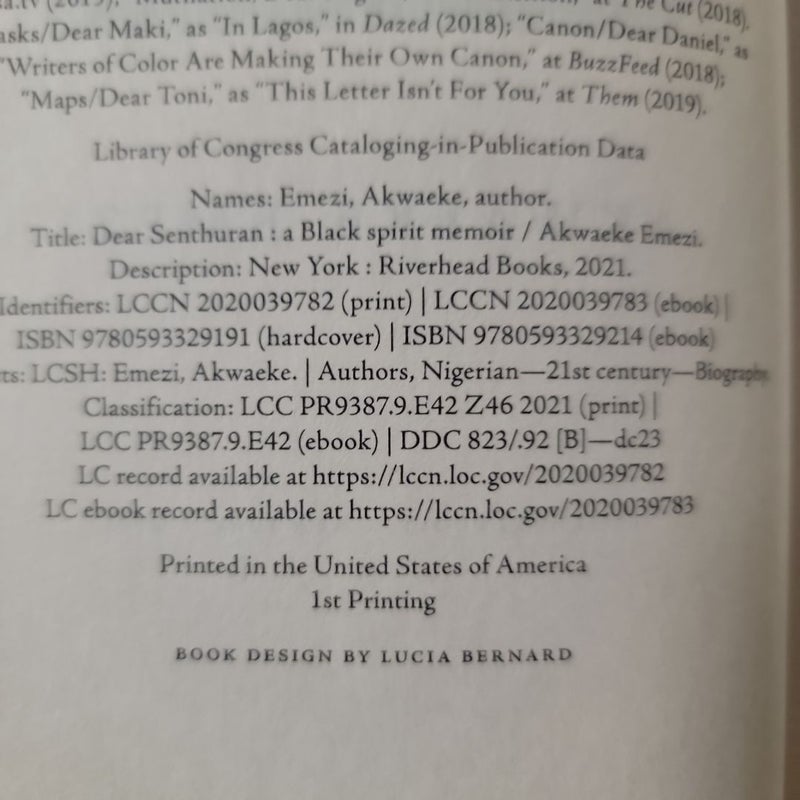 (2019), at The Cut (2018).
asks/Dear Maki," as "In Lagos," in Dazed (2018); "Canon/Dear Daniel," as
"Writers of Color Are Making Their Own Canon," at BuzzFeed (2018);
"Maps/Dear Toni," as "This Letter Isn't For You," at Them (2019).
Library of Congress Cataloging-in-Publication Data
Names: Emezi, Akwaeke, author.
Title: Dear Senthuran : a Black spirit memoir / Akwaeke Emezi.
Description: New York : Riverhead Books, 2021.
Identifiers: LCCN 2020039782 (print) | LCCN 2020039783 (ebook) |
ISBN 9780593329191 (hardcover) | ISBN 9780593329214 (ebook)
ts: LCSH: Emezi, Akwaeke. | Authors, Nigerian—21st century—Biography.
Classification: LCC PR9387.9.E42 Z46 2021 (print) |
LCC PR9387.9.E42 (ebook) | DDC 823/.92 [B]—dc23
LC record available at https://lccn.loc.gov/2020039782
LC ebook record available at https://lccn.loc.gov/2020039783
Printed in the United States of America
1st Printing
BOOK DESIGN BY LUCIA BERNARD